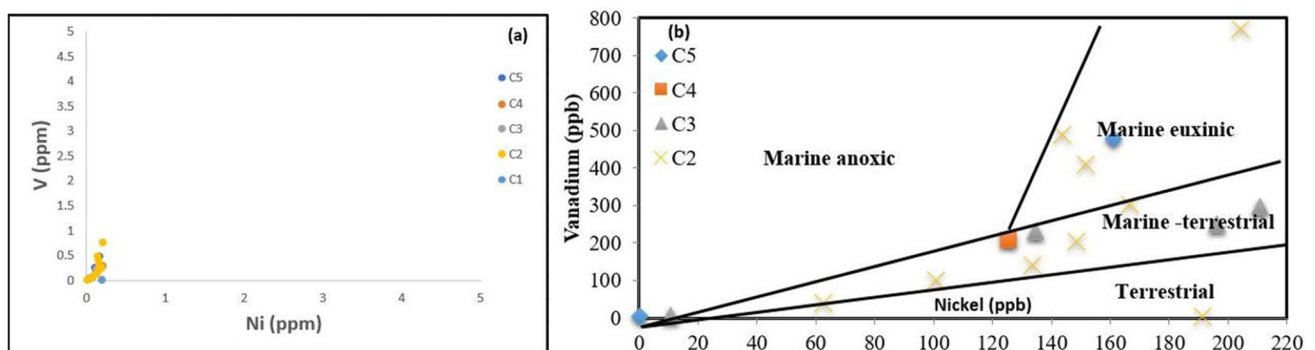 (a)
5
4.5
4
3.5
3
2.5
2
1.5
1
0.5
0
V (ppm)
0 1 2 3 4 5
Ni (ppm)
C5
C4
C3
C2
C1
(b)
800
700
600
500
400
300
200
100
0
Vanadium (ppb)
C5
C4
C3
C2
Marine anoxic
Marine euxinic
Marine -terrestrial
Terrestrial
Nickel (ppb)
0 20 40 60 80 100 120 140 160 180 200 220